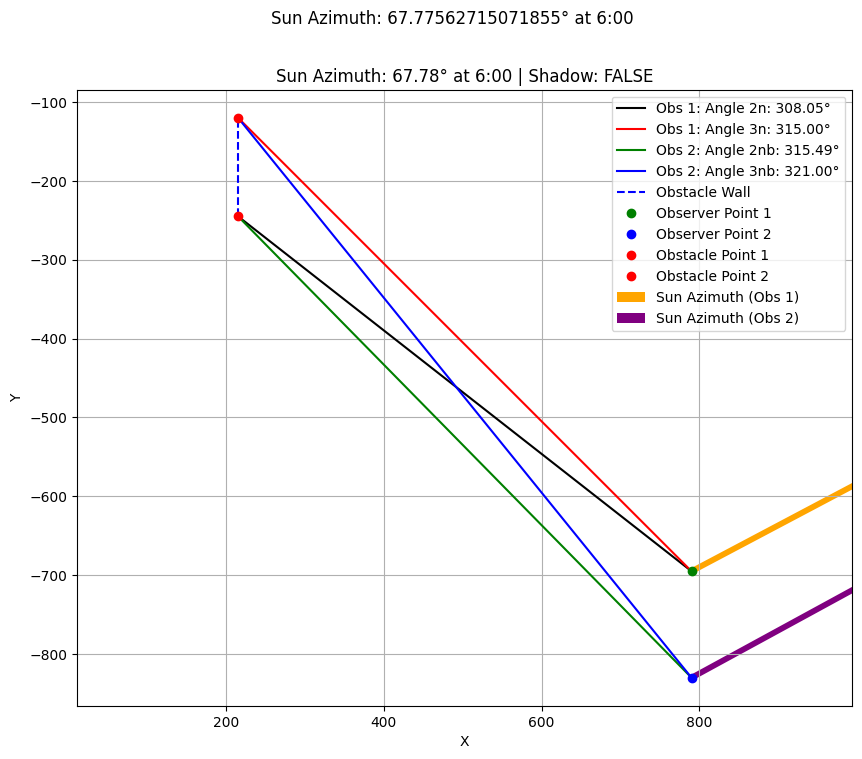 Sun Azimuth: 67.77562715071855° at 6:00
Sun Azimuth: 67.78° at 6:00 | Shadow: FALSE
Obs 1: Angle 2n: 308.05°
Obs 1: Angle 3n: 315.00°
Obs 2: Angle 2nb: 315.49°
Obs 2: Angle 3nb: 321.00°
Obstacle Wall
Observer Point 1
Observer Point 2
Obstacle Point 1
Obstacle Point 2
Sun Azimuth (Obs 1)
Sun Azimuth (Obs 2)
−100
−200
−300
−400
−500
−600
−700
−800
Y
200
400
600
800
X